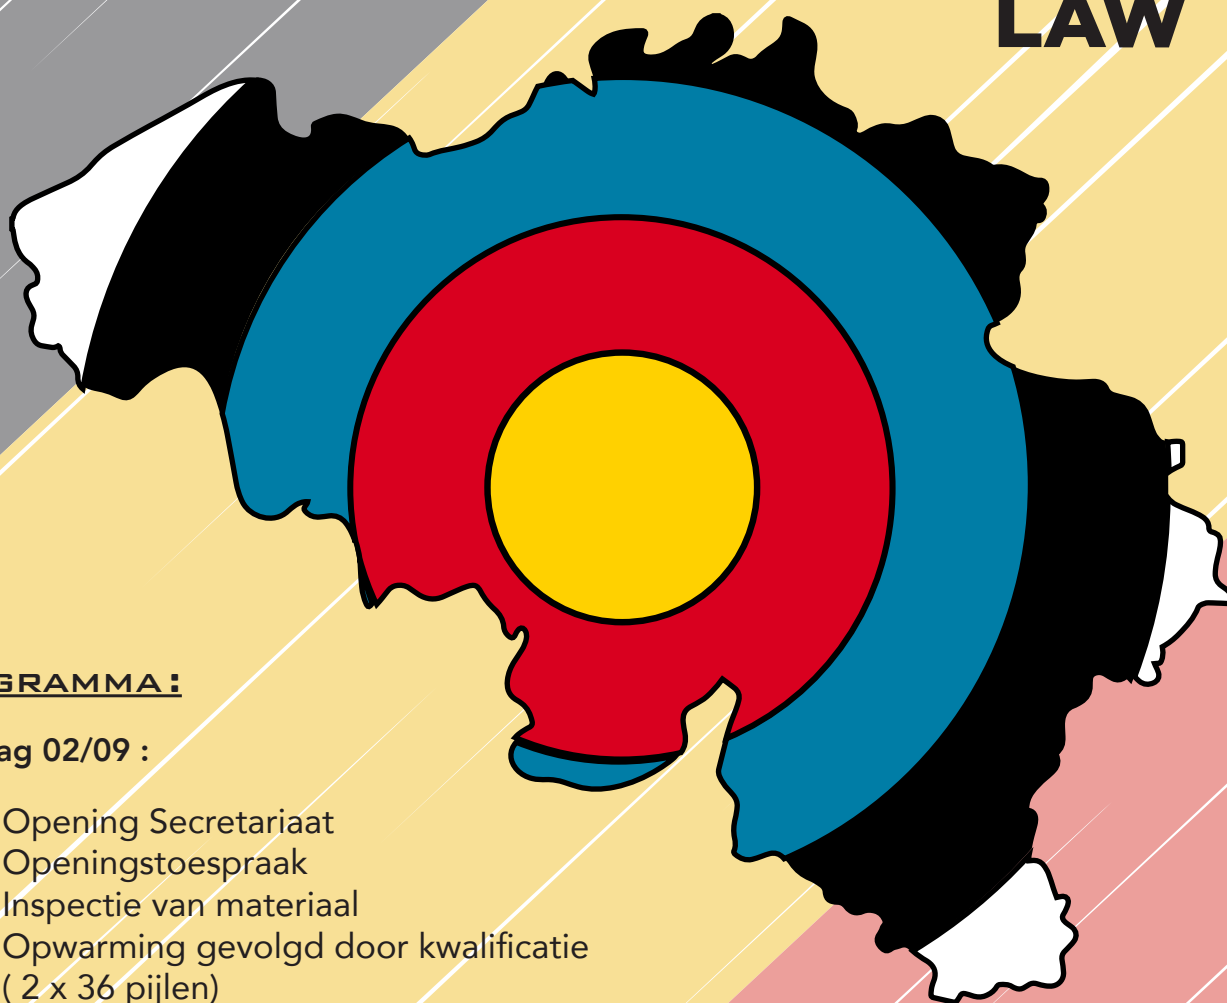 LAW
GRAMMA:
ag 02/09 :
Opening Secretariaat
Openingstoespraak
Inspectie van materiaal
Opwarming gevolgd door kwalificatie
( 2 x 36 pijlen)